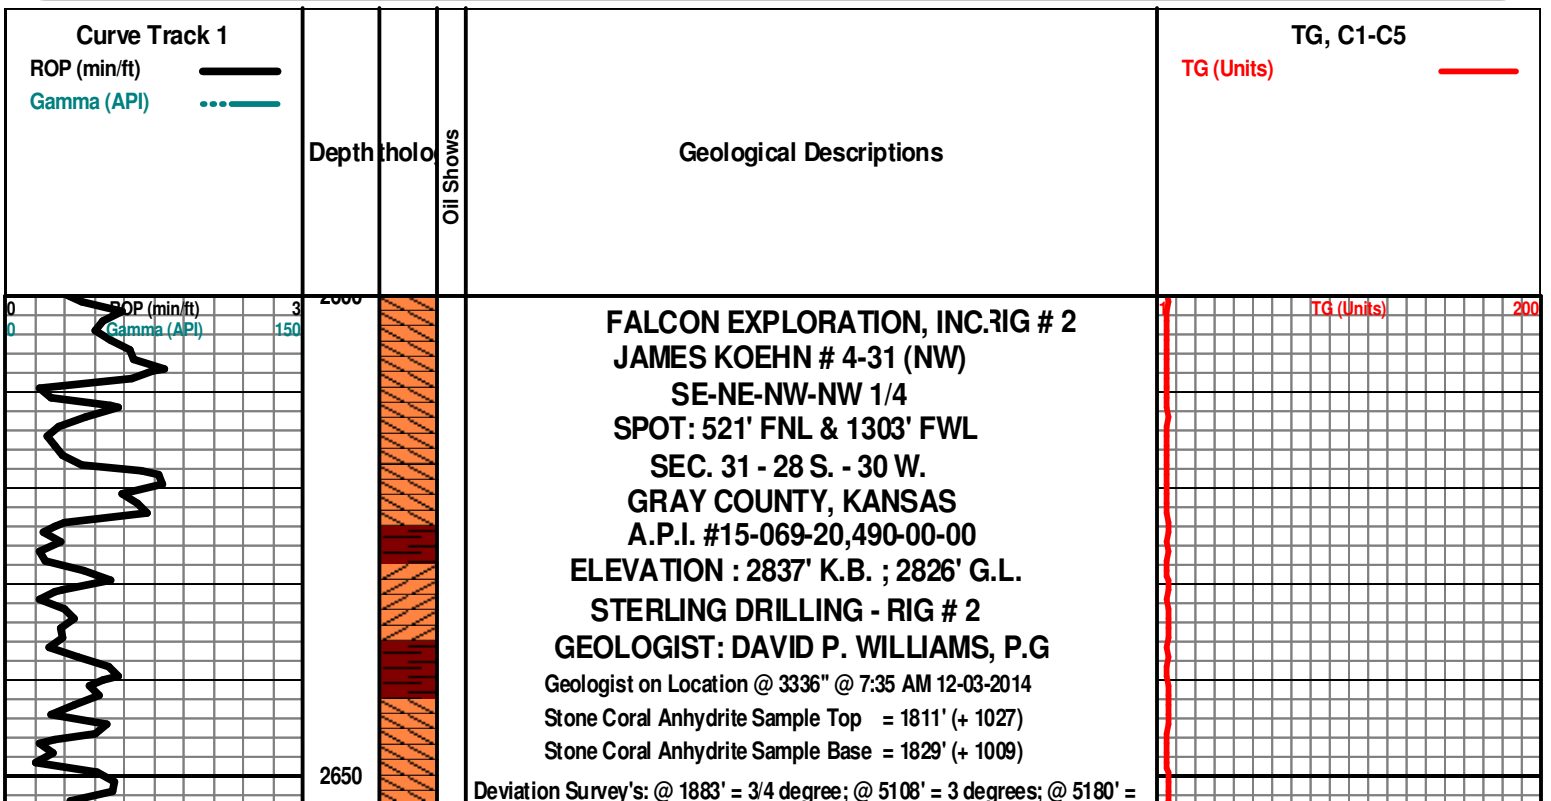 Curve Track 1
ROP (min/ft)
Gamma (API)
Depth
tholo
Oil Shows
Geological Descriptions
TG, C1-C5
TG (Units)
0 ROP (min/ft) 3
0 Gamma (API) 150
2600
TG (Units) 200
FALCON EXPLORATION, INC. RIG # 2
JAMES KOEHN # 4-31 (NW)
SE-NE-NW-NW 1/4
SPOT: 521' FNL & 1303' FWL
SEC. 31 - 28 S. - 30 W.
GRAY COUNTY, KANSAS
A.P.I. #15-069-20,490-00-00
ELEVATION : 2837' K.B. ; 2826' G.L.
STERLING DRILLING - RIG # 2
GEOLOGIST: DAVID P. WILLIAMS, P.G
Geologist on Location @ 3336" @ 7:35 AM 12-03-2014
Stone Coral Anhydrite Sample Top = 1811' (+ 1027)
Stone Coral Anhydrite Sample Base = 1829' (+ 1009)
2650
Deviation Survey's: @ 1883' = 3/4 degree; @ 5108' = 3 degrees; @ 5180' =